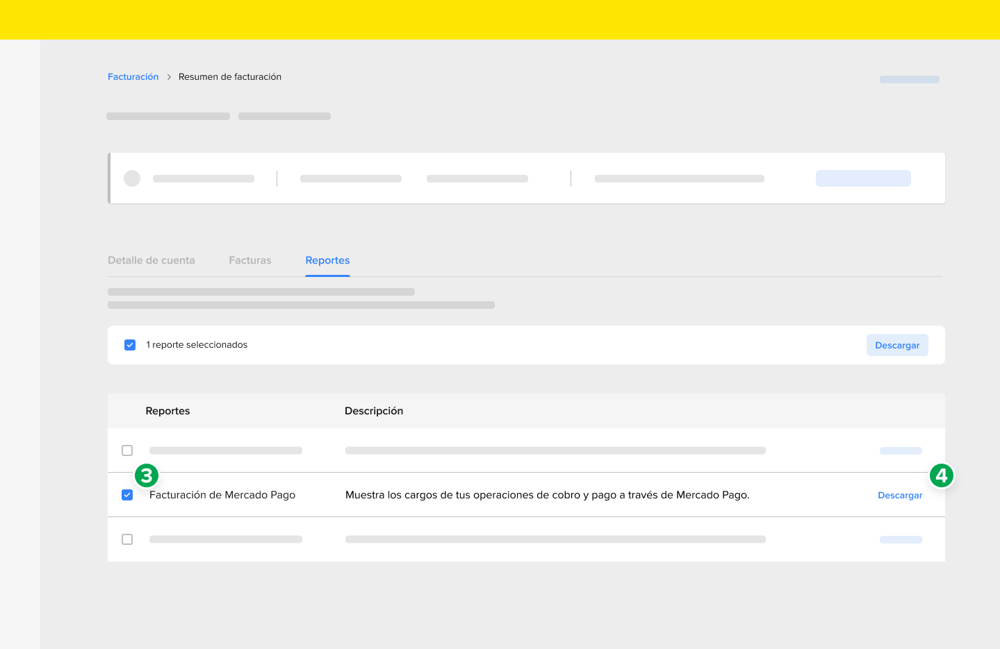 Facturación > Resumen de facturación
Detalle de cuenta Facturas Reportes
1 reporte seleccionados Descargar
Reportes Descripción
3 4
Facturación de Mercado Pago Muestra los cargos de tus operaciones de cobro y pago a través de Mercado Pago. Descargar